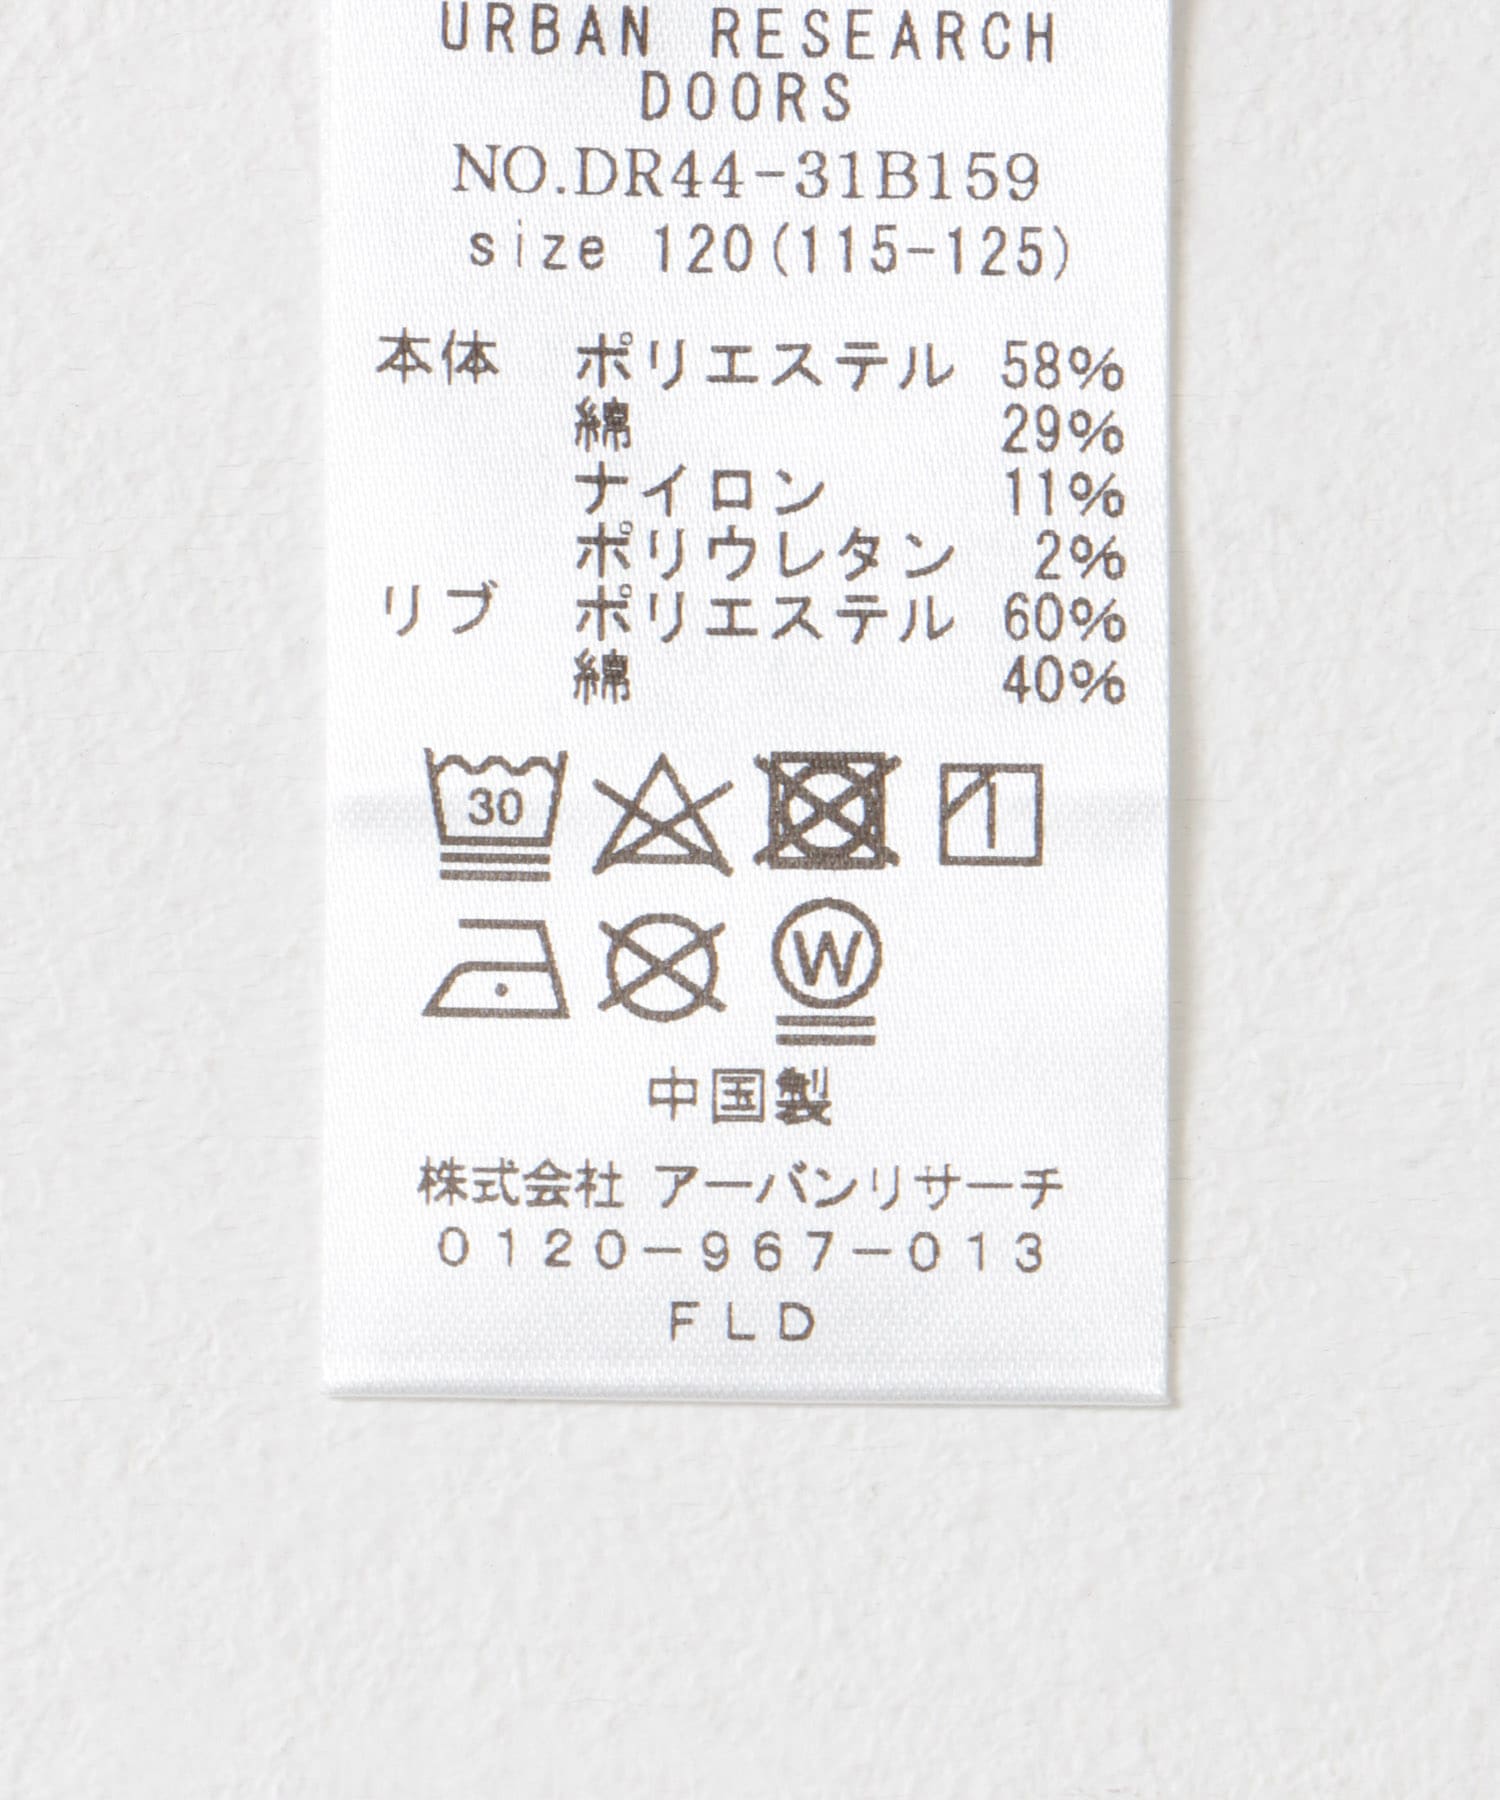 URBAN RESEARCH
DOORS
NO.DR44-31B159
size 120(115-125)
本体 ポリエステル 58%
綿 29%
ナイロン 11%
ポリウレタン 2%
リブ ポリエステル 60%
綿 40%
30
W
中国製
株式会社 アーバンリサーチ
0120-967-013
FLD